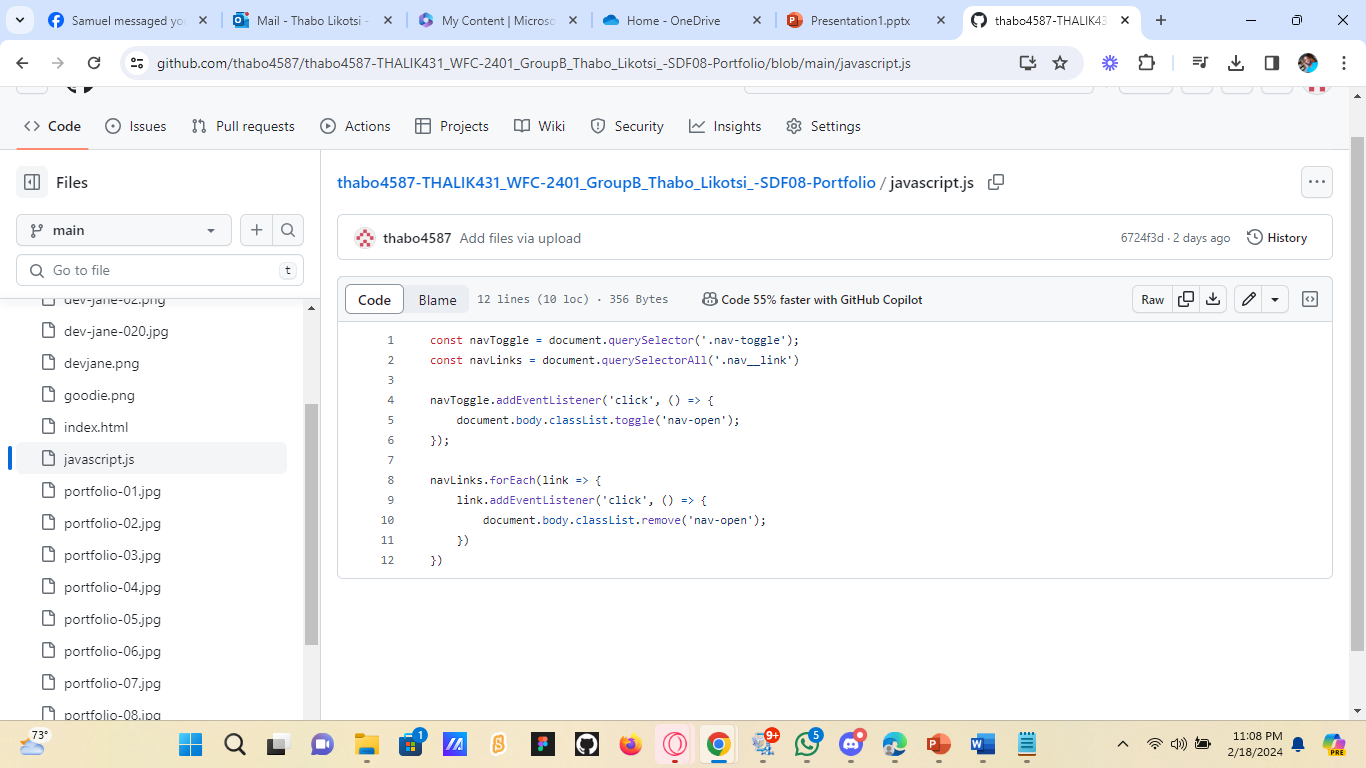 Samuel messaged yo
Mail - Thabo Likotsi -
My Content | Microso
Home - OneDrive
Presentation1.pptx
thabo4587-THALIK431
github.com/thabo4587/thabo4587-THALIK431_WFC-2401_GroupB_Thabo_Likotsi_-SDF08-Portfolio/blob/main/javascript.js
Code
Issues
Pull requests
Actions
Projects
Wiki
Security
Insights
Settings
Files
main
Go to file
t
dev-jane-02.png
dev-jane-020.jpg
devjane.png
goodie.png
index.html
javascript.js
portfolio-01.jpg
portfolio-02.jpg
portfolio-03.jpg
portfolio-04.jpg
portfolio-05.jpg
portfolio-06.jpg
portfolio-07.jpg
portfolio-08.jpg
thabo4587-THALIK431_WFC-2401_GroupB_Thabo_Likotsi_-SDF08-Portfolio / javascript.js
thabo4587 Add files via upload
6724f3d · 2 days ago
History
Code
Blame
12 lines (10 loc) · 356 Bytes
Code 55% faster with GitHub Copilot
Raw
1 const navToggle = document.querySelector('.nav-toggle');
2 const navLinks = document.querySelectorAll('.nav__link')
3
4 navToggle.addEventListener('click', () => {
5 document.body.classList.toggle('nav-open');
6 });
7
8 navLinks.forEach(link => {
9 link.addEventListener('click', () => {
10 document.body.classList.remove('nav-open');
11 })
12 })
73°
1
9+
5
PRE
11:08 PM
2/18/2024